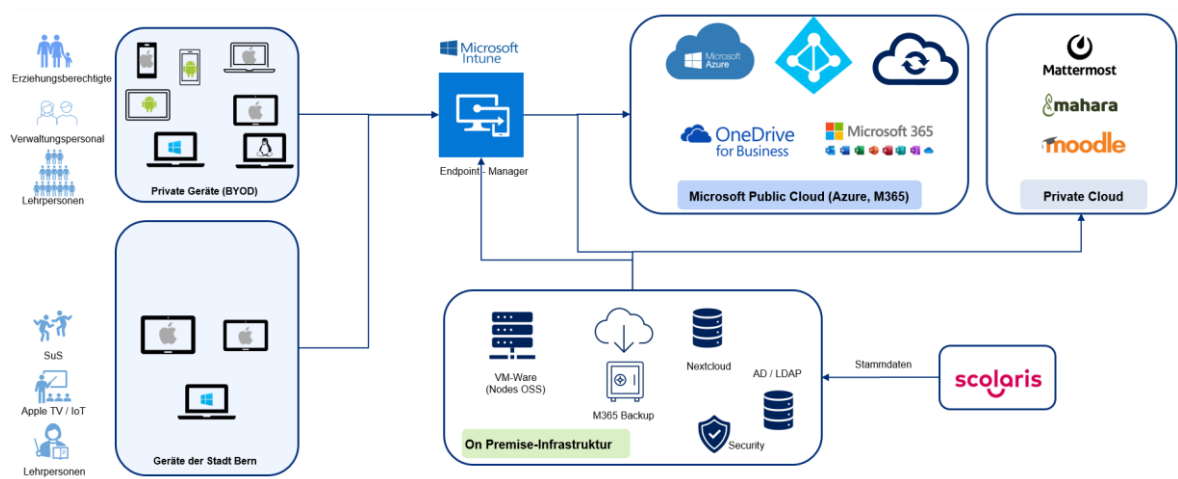 Erziehungsberechtigte
Verwaltungspersonal
Lehrpersonen
Private Geräte (BYOD)
SuS
Apple TV / IoT
Lehrpersonen
Geräte der Stadt Bern
Microsoft
Intune
Endpoint - Manager
Microsoft
Azure
OneDrive
for Business
Microsoft 365
Microsoft Public Cloud (Azure, M365)
Mattermost
mahara
moodle
Private Cloud
VM-Ware
(Nodes OSS)
M365 Backup
Nextcloud
AD / LDAP
Security
On Premise-Infrastruktur
Stammdaten
scolaris